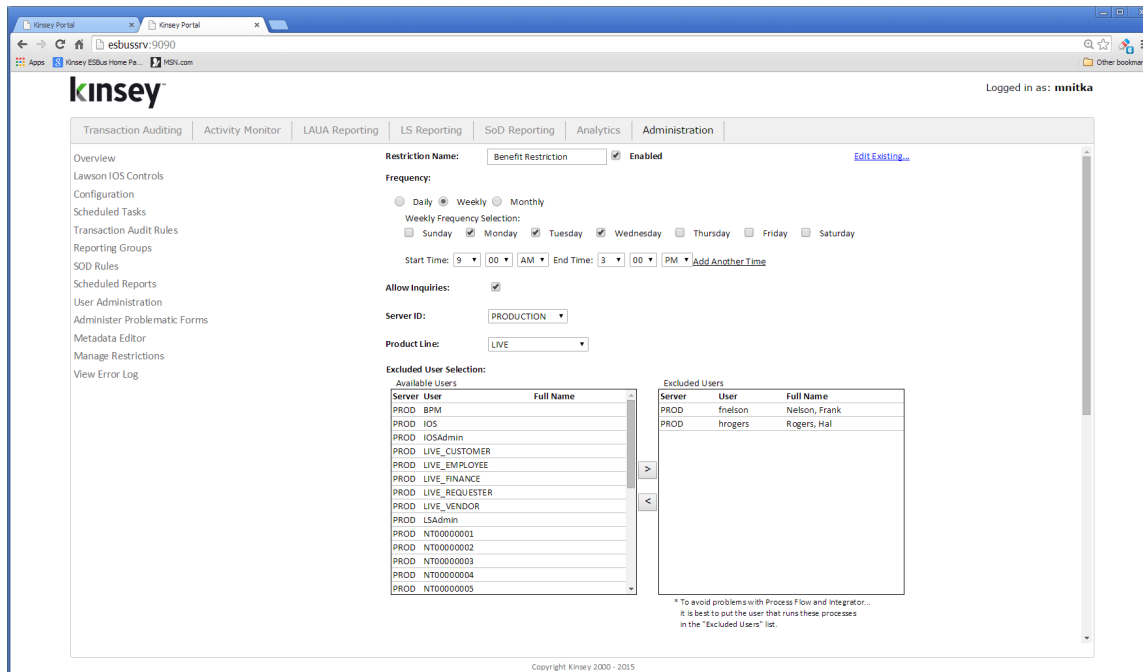 Kinsey Portal × Kinsey Portal ×
esbussrv:9090
Apps Kinsey ESBus Home Pa... MSN.com Other bookmar
kinsey Logged in as: mnitka
Transaction Auditing Activity Monitor LAUA Reporting LS Reporting SoD Reporting Analytics Administration
Overview
Lawson IOS Controls
Configuration
Scheduled Tasks
Transaction Audit Rules
Reporting Groups
SOD Rules
Scheduled Reports
User Administration
Administer Problematic Forms
Metadata Editor
Manage Restrictions
View Error Log
Restriction Name: Benefit Restriction Enabled Edit Existing...
Frequency:
Daily Weekly Monthly
Weekly Frequency Selection:
Sunday Monday Tuesday Wednesday Thursday Friday Saturday
Start Time: 9 00 AM End Time: 3 00 PM Add Another Time
Allow Inquiries:
Server ID: PRODUCTION
Product Line: LIVE
Excluded User Selection:
Available Users
Server User Full Name
PROD BPM
PROD IOS
PROD IOSAdmin
PROD LIVE_CUSTOMER
PROD LIVE_EMPLOYEE
PROD LIVE_FINANCE
PROD LIVE_REQUESTER
PROD LIVE_VENDOR
PROD LSAdmin
PROD NT00000001
PROD NT00000002
PROD NT00000003
PROD NT00000004
PROD NT00000005
>
<
Excluded Users
Server User Full Name
PROD fnelson Nelson, Frank
PROD hrogers Rogers, Hal
* To avoid problems with Process Flow and Integrator...
it is best to put the user that runs these processes
in the "Excluded Users" list.
Copyright Kinsey 2000 - 2015